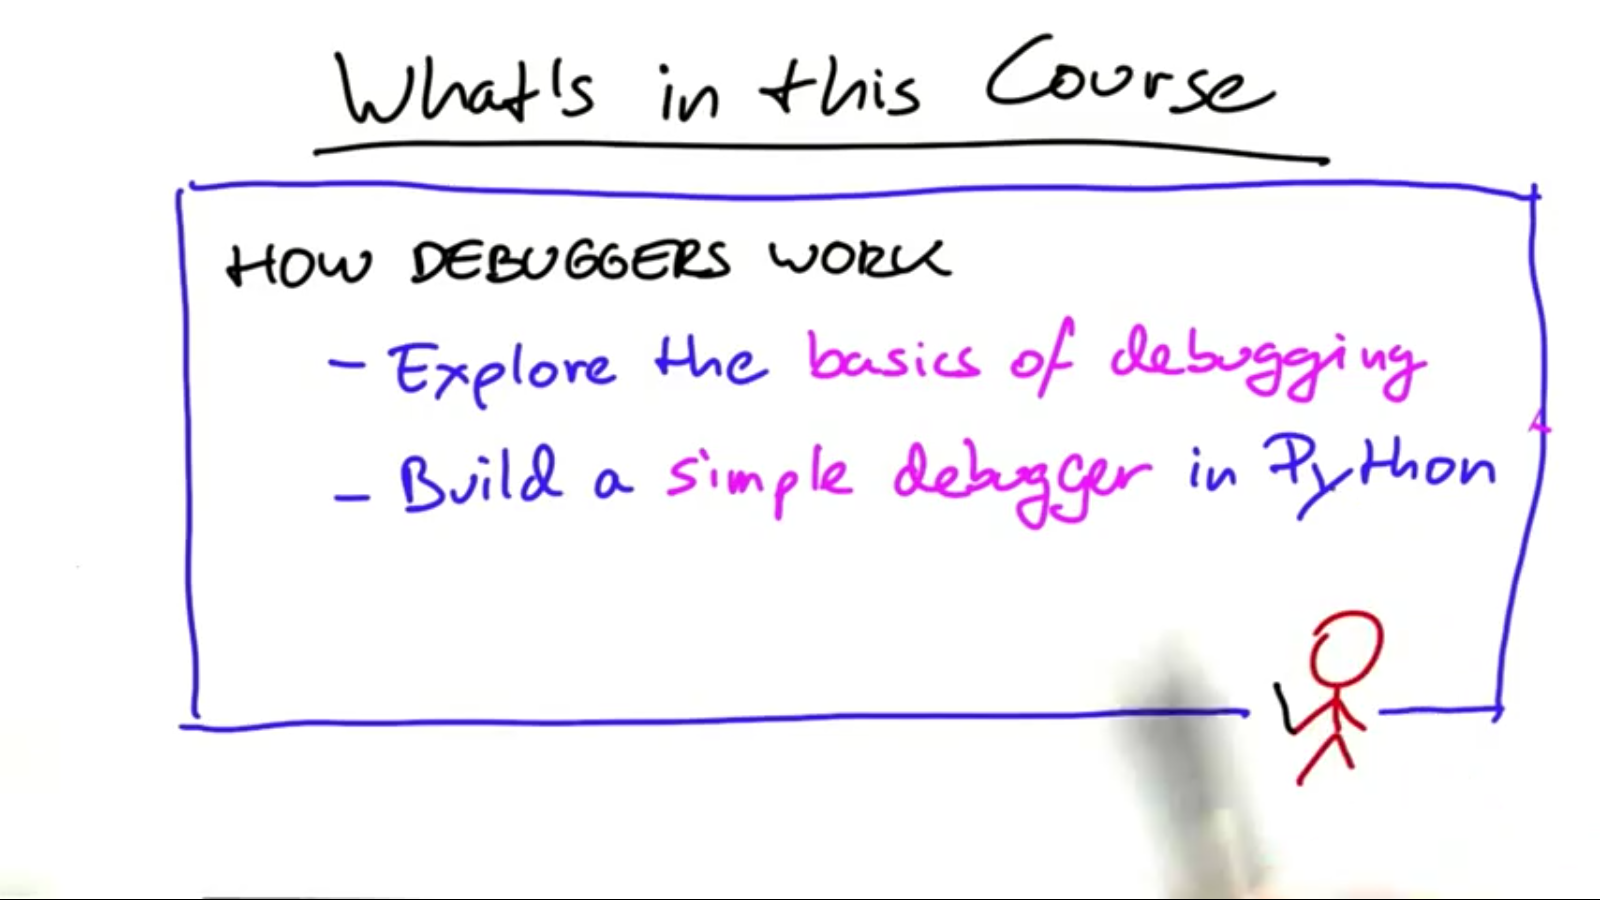 What's in this Course
HOW DEBUGGERS WORK
- Explore the basics of debugging
- Build a simple debugger in Python